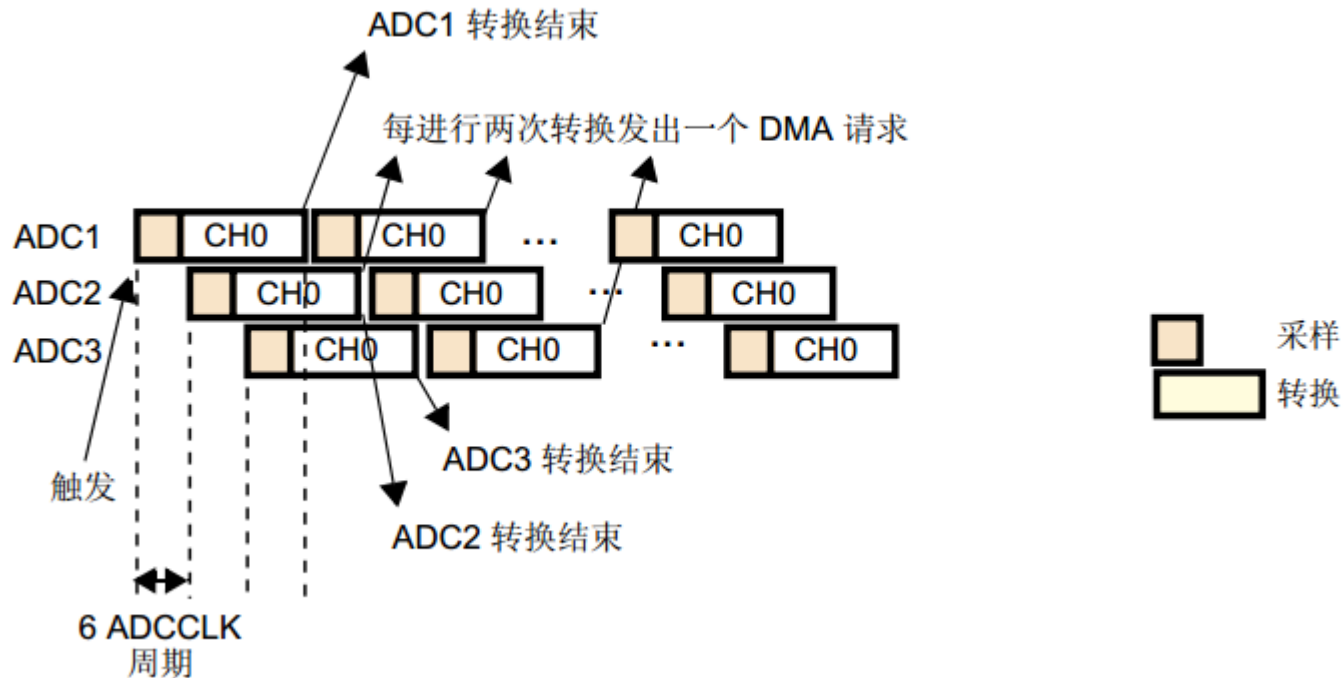 ADC1 转换结束
每进行两次转换发出一个 DMA 请求
ADC1 CH0 CH0 ... CH0
ADC2 CH0 CH0 ... CH0
ADC3 CH0 CH0 ... CH0
采样
转换
ADC3 转换结束
触发
ADC2 转换结束
6 ADCCLK
周期